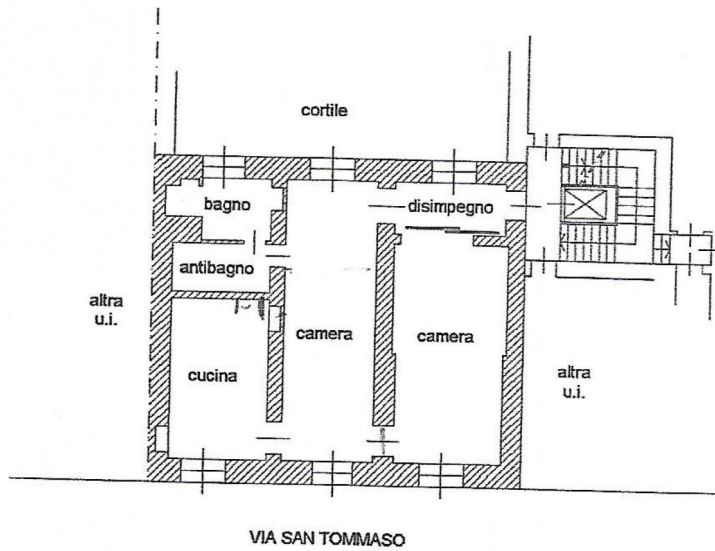 cortile
bagno
disimpegno
antibagno
altra
u.i.
camera
camera
cucina
altra
u.i.
VIA SAN TOMMASO